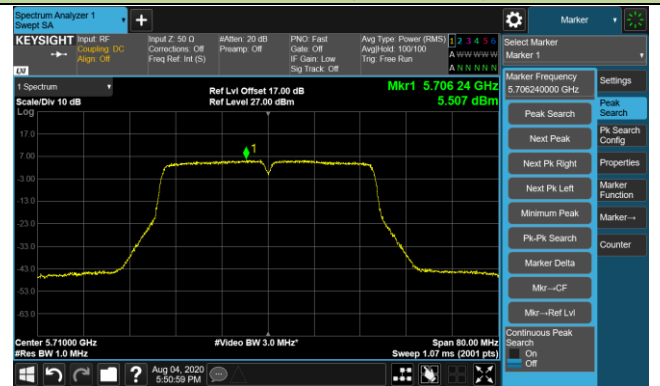 Spectrum Analyzer 1
Swept SA
+
Marker
KEYSIGHT
Input: RF
Coupling: DC
Align: Off
Input Z: 50 Ω
Corrections: Off
Freq Ref: Int (S)
#Atten: 20 dB
Preamp: Off
PNO: Fast
Gate: Off
IF Gain: Low
Sig Track: Off
Avg Type: Power (RMS)
Avg|Hold: 100/100
Trig: Free Run
1 2 3 4 5 6
A W W W W W
A N N N N N
LXI
Select Marker
Marker 1
1 Spectrum
Scale/Div 10 dB
Log
Ref Lvl Offset 17.00 dB
Ref Level 27.00 dBm
Mkr1 5.706 24 GHz
5.507 dBm
17.0
7.00
-3.00
-13.0
-23.0
-33.0
-43.0
-53.0
-63.0
1
Center 5.71000 GHz
#Res BW 1.0 MHz
#Video BW 3.0 MHz*
Span 80.00 MHz
Sweep 1.07 ms (2001 pts)
Marker Frequency
5.706240000 GHz
Peak Search
Next Peak
Next Pk Right
Next Pk Left
Minimum Peak
Pk-Pk Search
Marker Delta
Mkr→CF
Mkr→Ref Lvl
Continuous Peak
Search
On
Off
Settings
Peak
Search
Pk Search
Config
Properties
Marker
Function
Marker→
Counter
?
Aug 04, 2020
5:50:59 PM